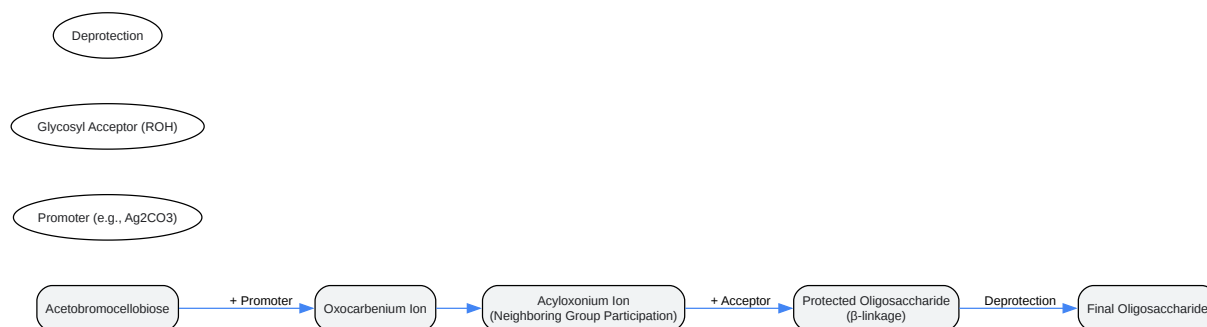 Deprotection
Glycosyl Acceptor (ROH)
Promoter (e.g., Ag2CO3)
Acetobromocellobiose
+ Promoter
Oxocarbenium Ion
Acyloxonium Ion
(Neighboring Group Participation)
+ Acceptor
Protected Oligosaccharide
(β-linkage)
Deprotection
Final Oligosaccharide